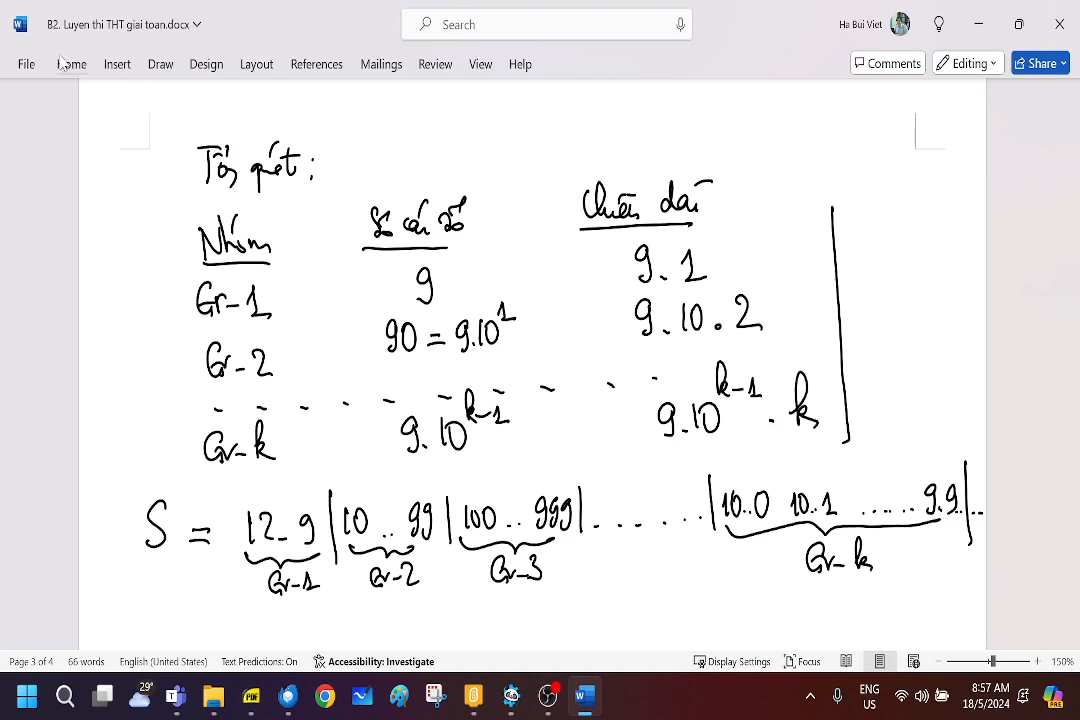 B2. Luyen thi THT giai toan.docx
Search
Ha Bui Viet
File Home Insert Draw Design Layout References Mailings Review View Help
Comments Editing Share
Tổng quát:
Nhóm Số các số Chiều dài
Gr-1 9 9.1
Gr-2 90 = 9.10^1 9.10.2
- - - - - - - - - -
Gr-k 9.10^k-1 9.10^k-1 . k
S = 12..9 | 10..99 | 100..999 | ...... | 10..0 10..1 ...... 9..9 | ..
Gr-1 Gr-2 Gr-3 Gr-k
Page 3 of 4 66 words English (United States) Text Predictions: On Accessibility: Investigate Display Settings Focus 150%
29° PDF ENG US 8:57 AM 18/5/2024 PRE